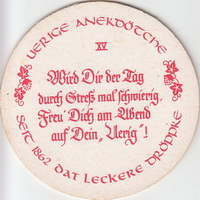 UERIGE ANEKDÖTCHE
XV
Wird Dir der Tag
durch Streß mal schwierig,
Freu' Dich am Abend
auf Dein „Uerig"!
SEIT 1862 DAT LECKERE DRÖPPKE